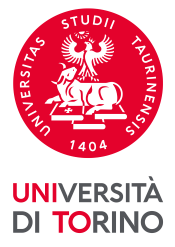 UNIVERSITAS STUDII TAURINENSIS
1404
UNIVERSITÀ
DI TORINO